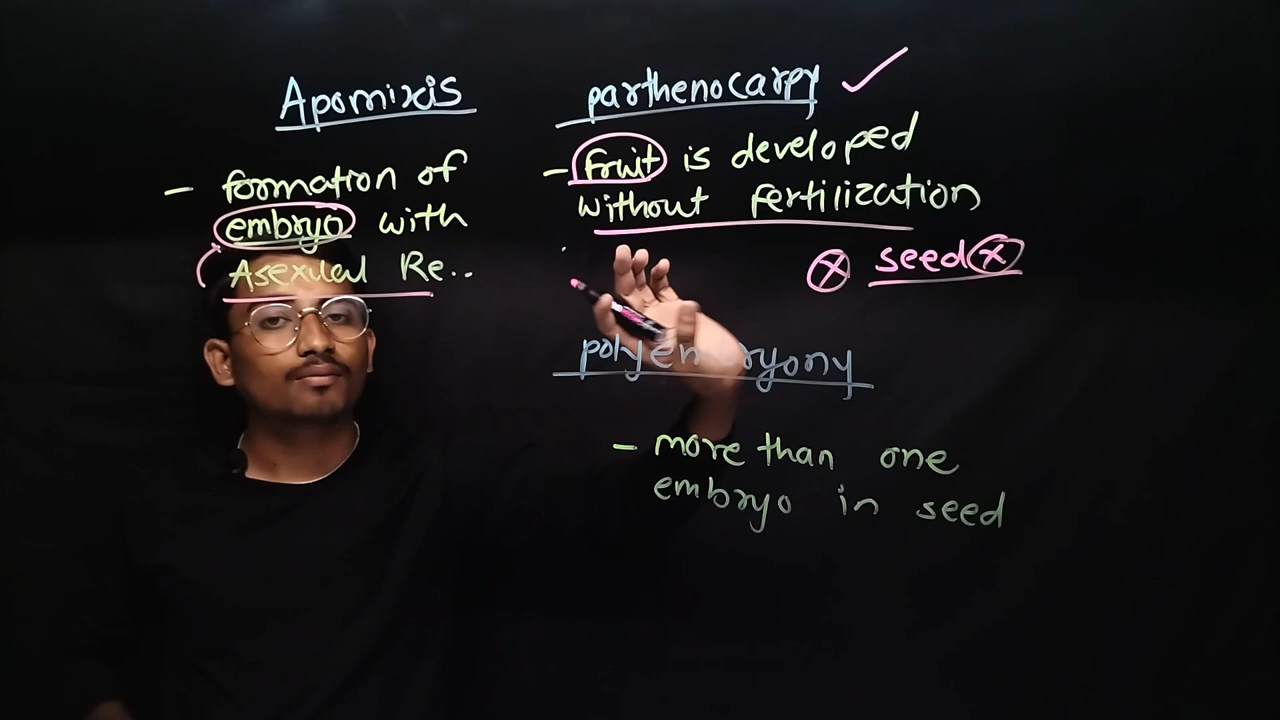 Apomixis
- formation of
embryo with
Asexual Re..
parthenocarpy ✓
- fruit is developed
without fertilization
ⓧ seed ⓧ
polyembryony
- more than one
embryo in seed